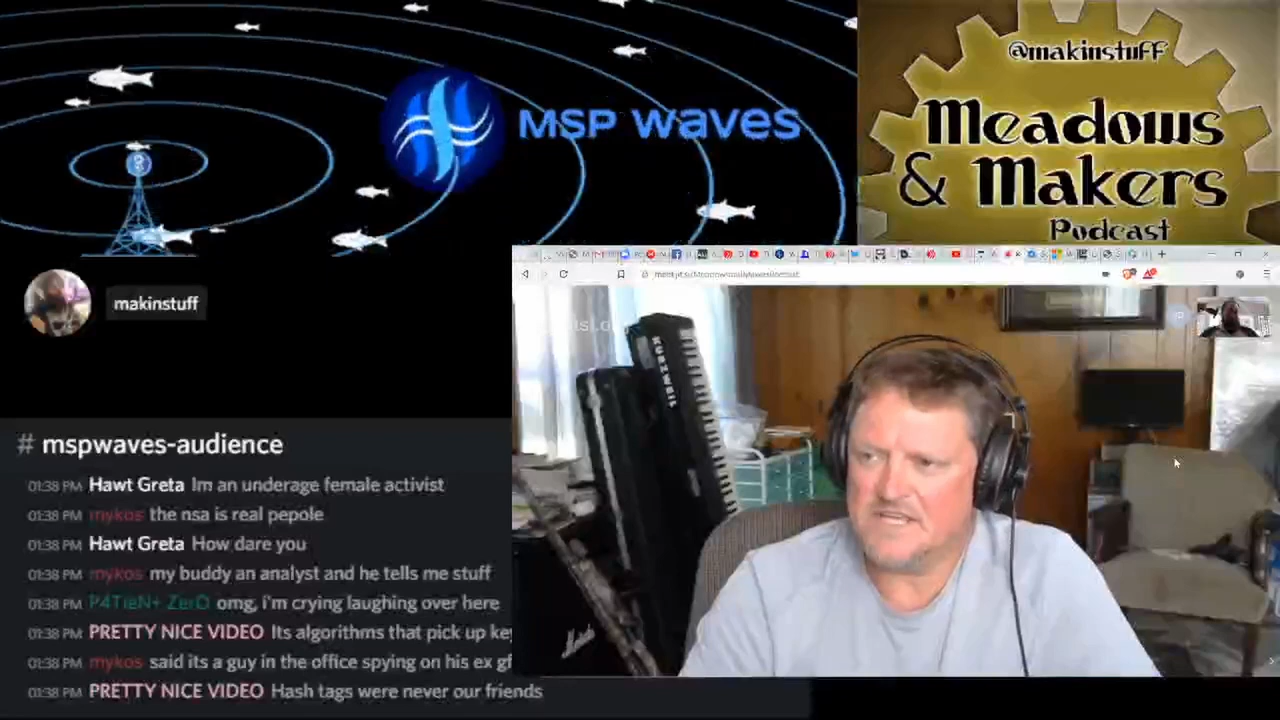 @makinstuff
Meadows
& Makers
Podcast
MSP waves
makinstuff
# mspwaves-audience
01:38 PM Hawt Greta Im an underage female activist
01:38 PM mykos the nsa is real pepole
01:38 PM Hawt Greta How dare you
01:38 PM mykos my buddy an analyst and he tells me stuff
01:38 PM P4TieN+ ZerO omg, i'm crying laughing over here
01:38 PM PRETTY NICE VIDEO Its algorithms that pick up
01:38 PM mykos said its a guy in the office spying on his ex gf
01:38 PM PRETTY NICE VIDEO Hash tags were never our friends
KURZWEIL